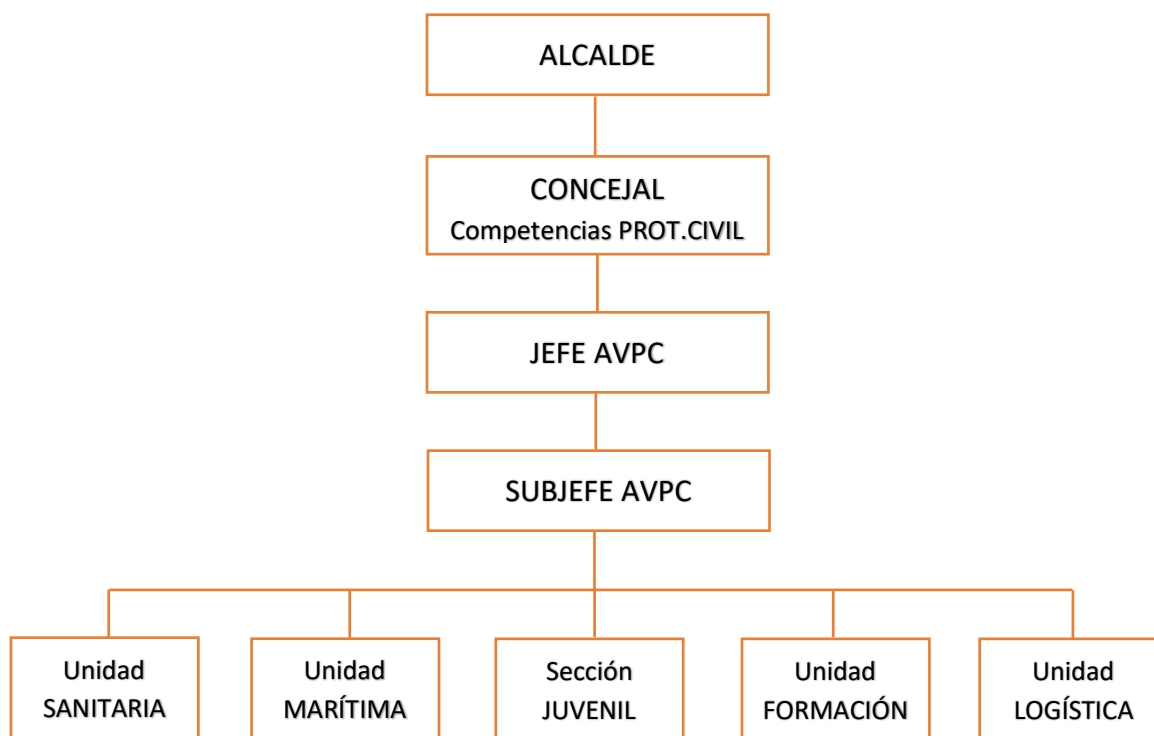 ALCALDE
CONCEJAL
Competencias PROT.CIVIL
JEFE AVPC
SUBJEFE AVPC
Unidad
SANITARIA
Unidad
MARÍTIMA
Sección
JUVENIL
Unidad
FORMACIÓN
Unidad
LOGÍSTICA